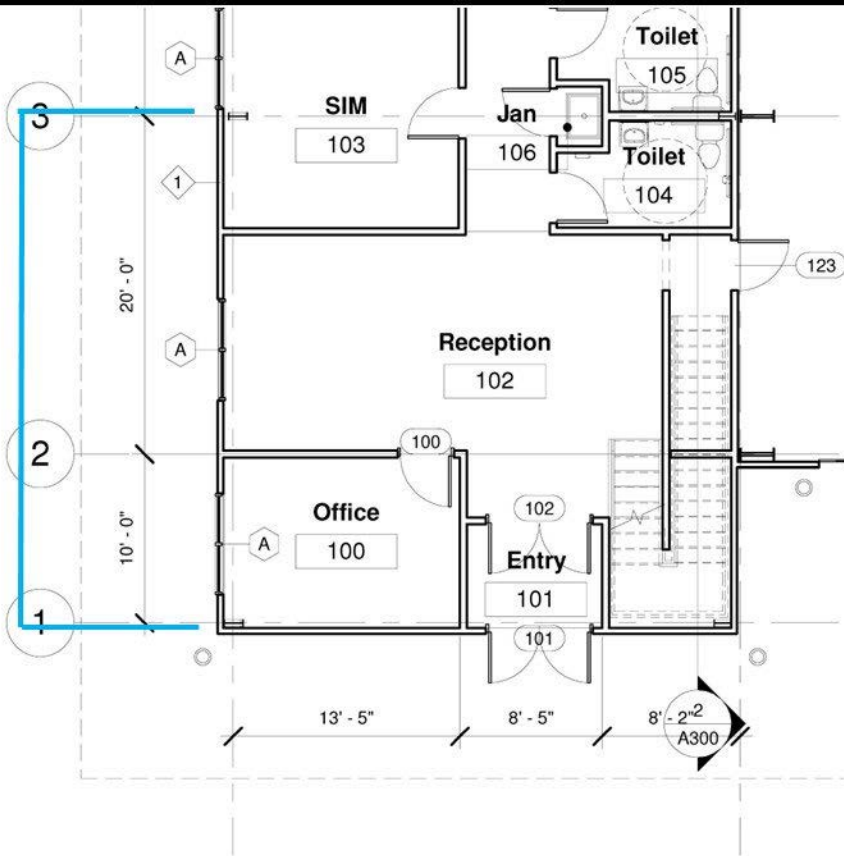 Toilet
105
A
3
SIM
103
Jan
106
Toilet
104
1
123
20' - 0"
A
Reception
102
2
100
10' - 0"
A
Office
100
102
Entry
101
1
101
13' - 5"
8' - 5"
8' - 2"
2
A300